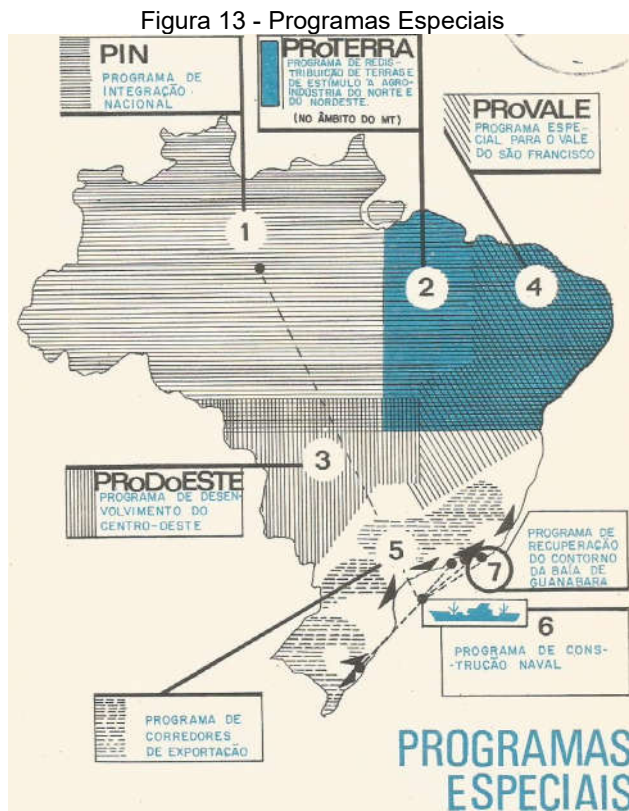 Figura 13 - Programas Especiais
PIN
PROGRAMA DE
INTEGRAÇÃO
NACIONAL
PRoTERRA
PROGRAMA DE REDIS-
TRIBUIÇÃO DE TERRAS E
DE ESTÍMULO À AGRO-
INDÚSTRIA DO NORTE E
DO NORDESTE.
(NO ÂMBITO DO MT)
PRoVALE
PROGRAMA ESPE-
CIAL PARA O VALE
DO SÃO FRANCISCO
1
2
4
3
PRoDoESTE
PROGRAMA DE DESEN-
VOLVIMENTO DO
CENTRO-OESTE
5
PROGRAMA DE
RECUPERAÇÃO
DO CONTORNO
DA BAÍA DE
GUANABARA
7
6
PROGRAMA DE CONS-
-TRUÇÃO NAVAL
PROGRAMA DE
CORREDORES
DE EXPORTAÇÃO
PROGRAMAS
ESPECIAIS